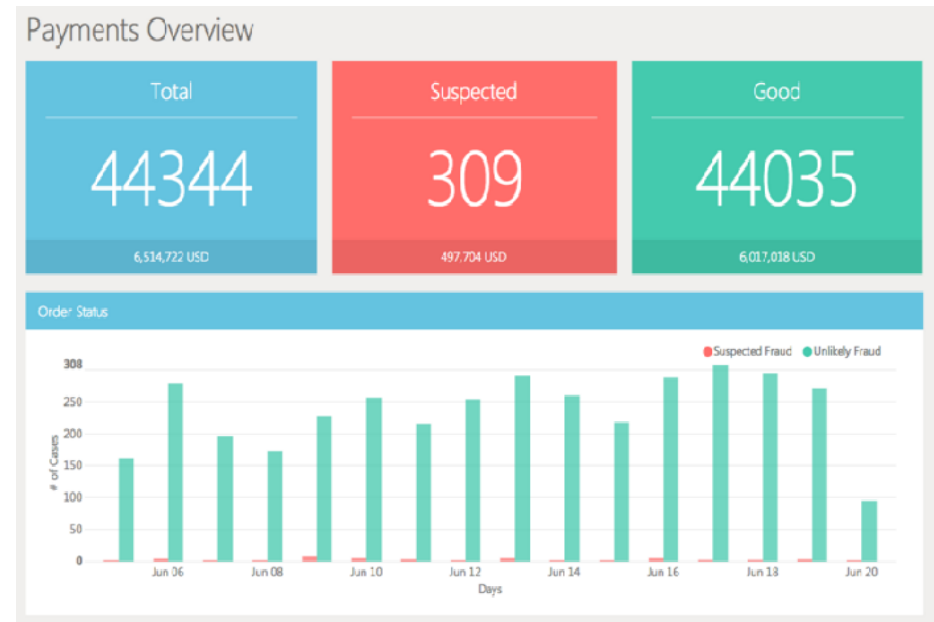 Payments Overview
Total
44344
6,514,722 USD
Suspected
309
497,704 USD
Good
44035
6,017,018 USD
Order Status
Suspected Fraud Unlikely Fraud
308
250
200
150
100
50
0
# of Cases
Jun 06 Jun 08 Jun 10 Jun 12 Jun 14 Jun 16 Jun 18 Jun 20
Days